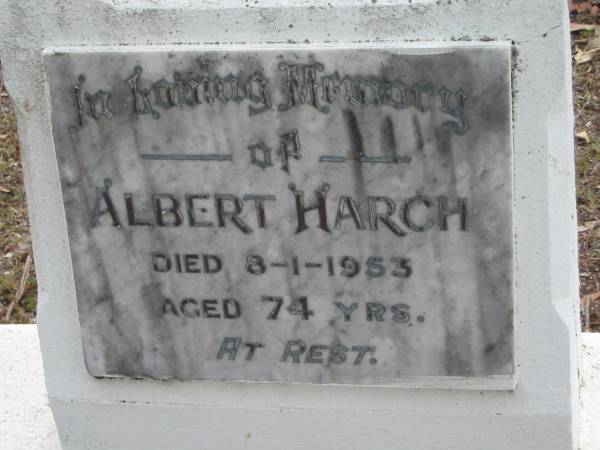 In Loving Memory
of
ALBERT HARCH
DIED 8-1-1953
AGED 74 YRS.
AT REST.